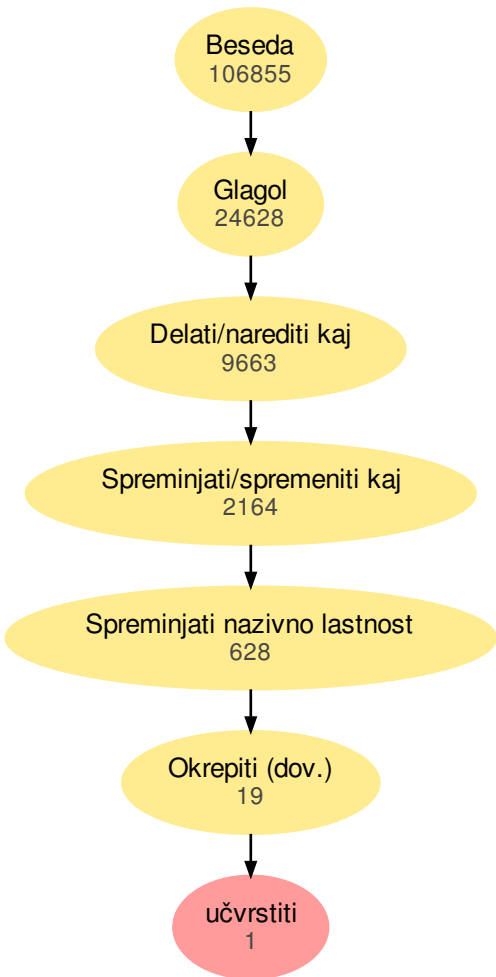 Beseda
106855
Glagol
24628
Delati/narediti kaj
9663
Spreminjati/spremeniti kaj
2164
Spreminjati nazivno lastnost
628
Okrepiti (dov.)
19
učvrstiti
1